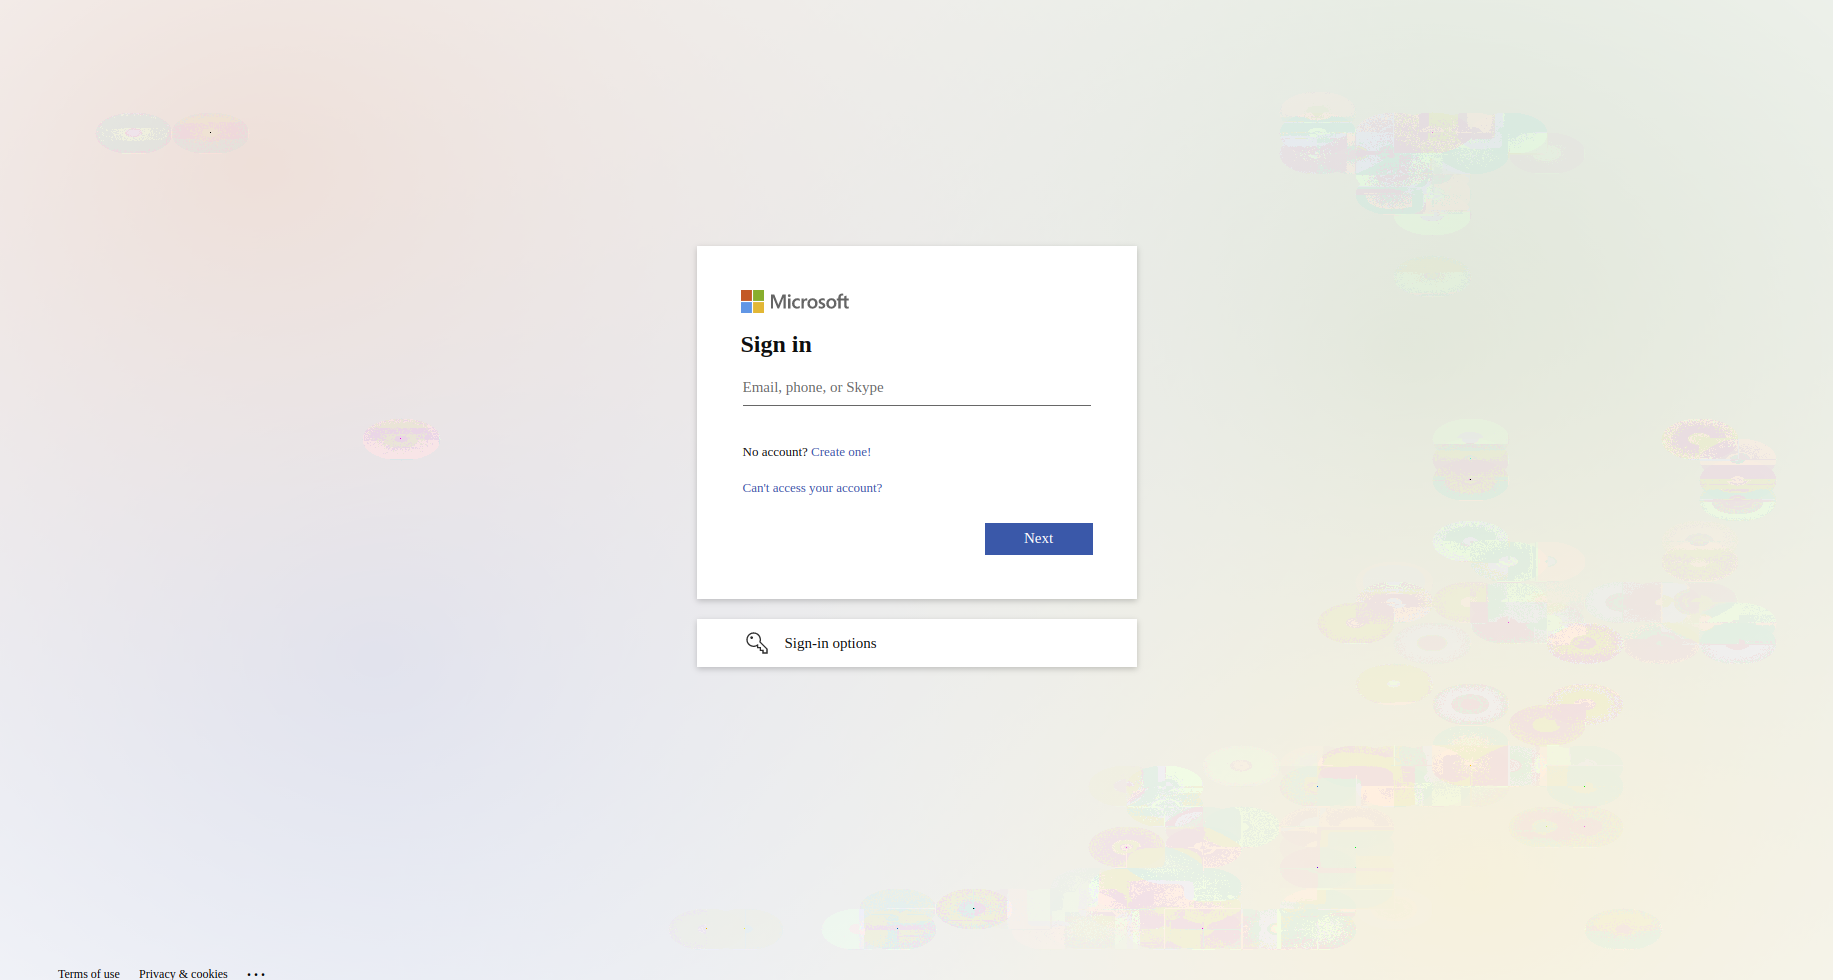 Microsoft
Sign in
Email, phone, or Skype
No account? Create one!
Can't access your account?
Next
Sign-in options
Terms of use Privacy & cookies ...